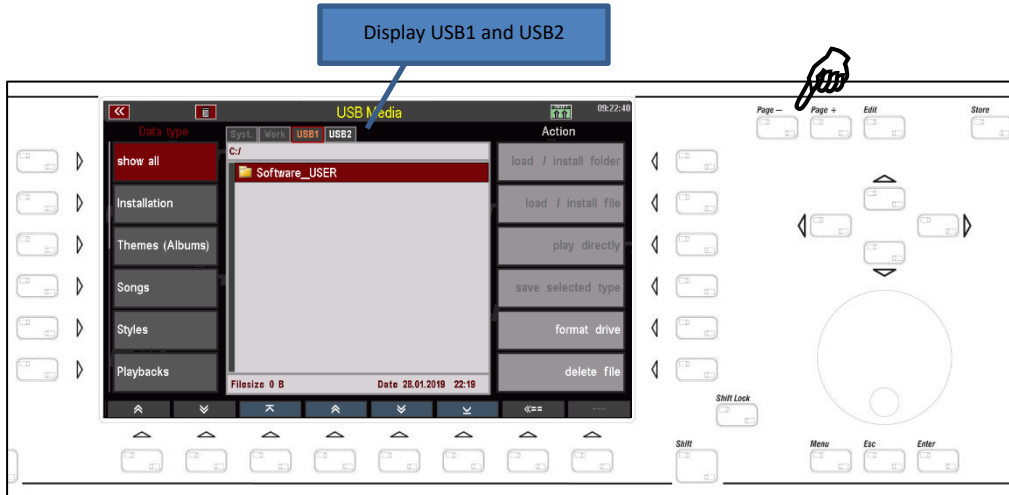 Display USB1 and USB2
USB Media
09:22:40
Data type
Syst. Work USB1 USB2
Action
show all
Installation
Themes (Albums)
Songs
Styles
Playbacks
C:/
Software_USER
Filesize 0 B
Date 28.01.2019 22:19
load / install folder
load / install file
play directly
save selected type
format drive
delete file
«==
---
Page — Page + Edit Store
Shift Lock
Shift
Menu Esc Enter